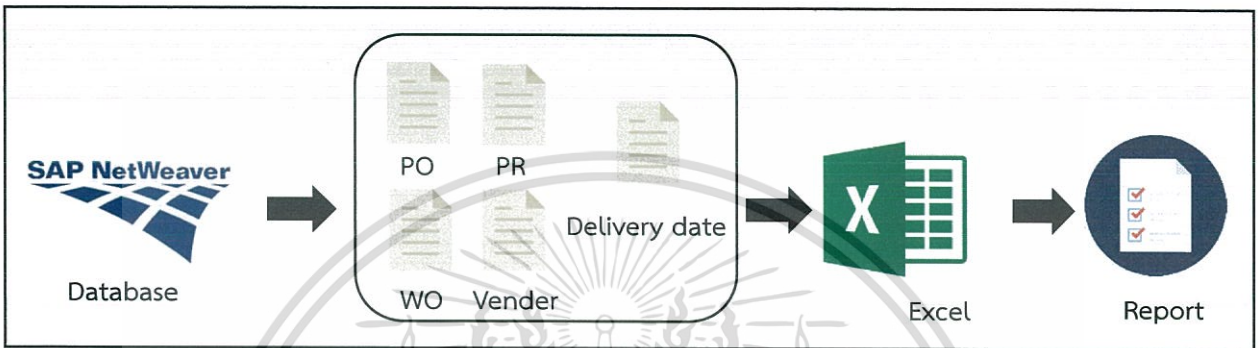 SAP NetWeaver
Database
PO PR
WO Vender
Delivery date
X
Excel
Report